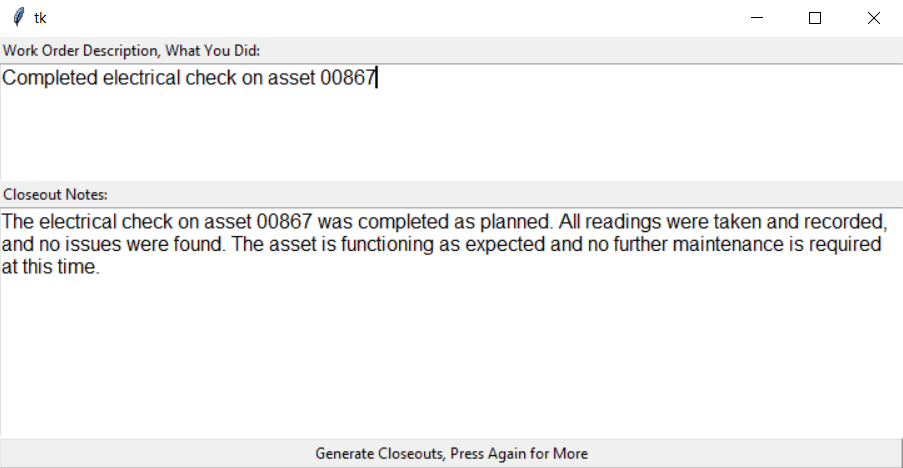 tk
Work Order Description, What You Did:
Completed electrical check on asset 00867
Closeout Notes:
The electrical check on asset 00867 was completed as planned. All readings were taken and recorded,
and no issues were found. The asset is functioning as expected and no further maintenance is required
at this time.
Generate Closeouts, Press Again for More